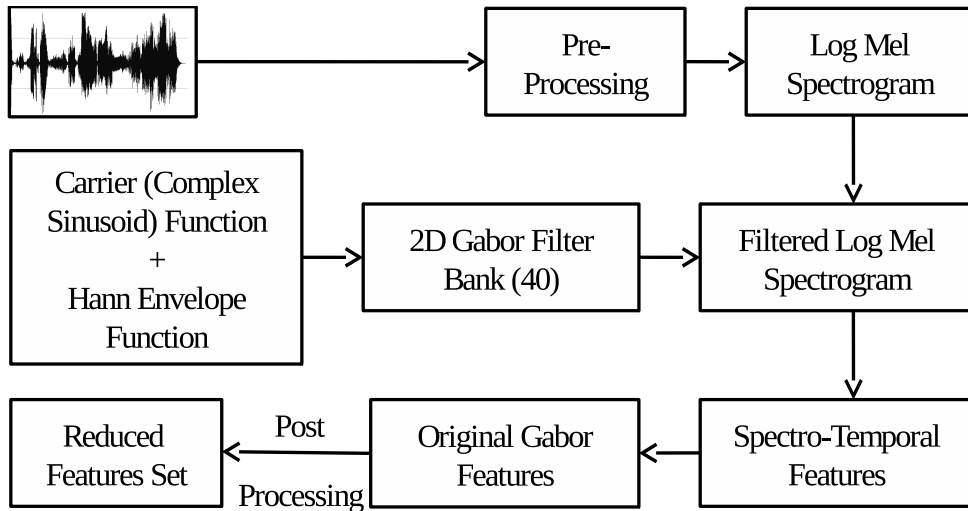 Pre-
Processing
Log Mel
Spectrogram
Carrier (Complex
Sinusoid) Function
+
Hann Envelope
Function
2D Gabor Filter
Bank (40)
Filtered Log Mel
Spectrogram
Reduced
Features Set
Post
Processing
Original Gabor
Features
Spectro-Temporal
Features